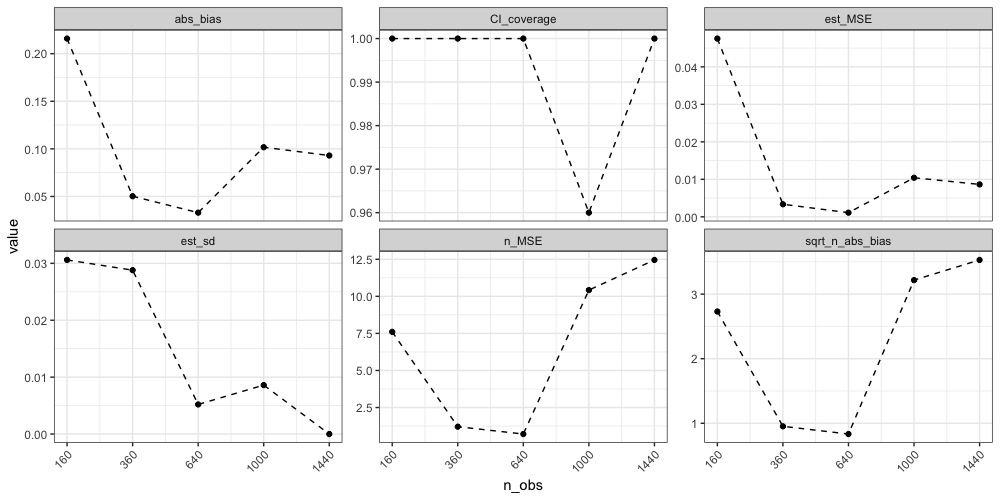 abs_bias
CI_coverage
est_MSE
0.20
0.15
0.10
0.05
1.00
0.99
0.98
0.97
0.96
0.04
0.03
0.02
0.01
0.00
value
est_sd
n_MSE
sqrt_n_abs_bias
0.03
0.02
0.01
0.00
12.5
10.0
7.5
5.0
2.5
3
2
1
160 360 640 1000 1440
160 360 640 1000 1440
160 360 640 1000 1440
n_obs